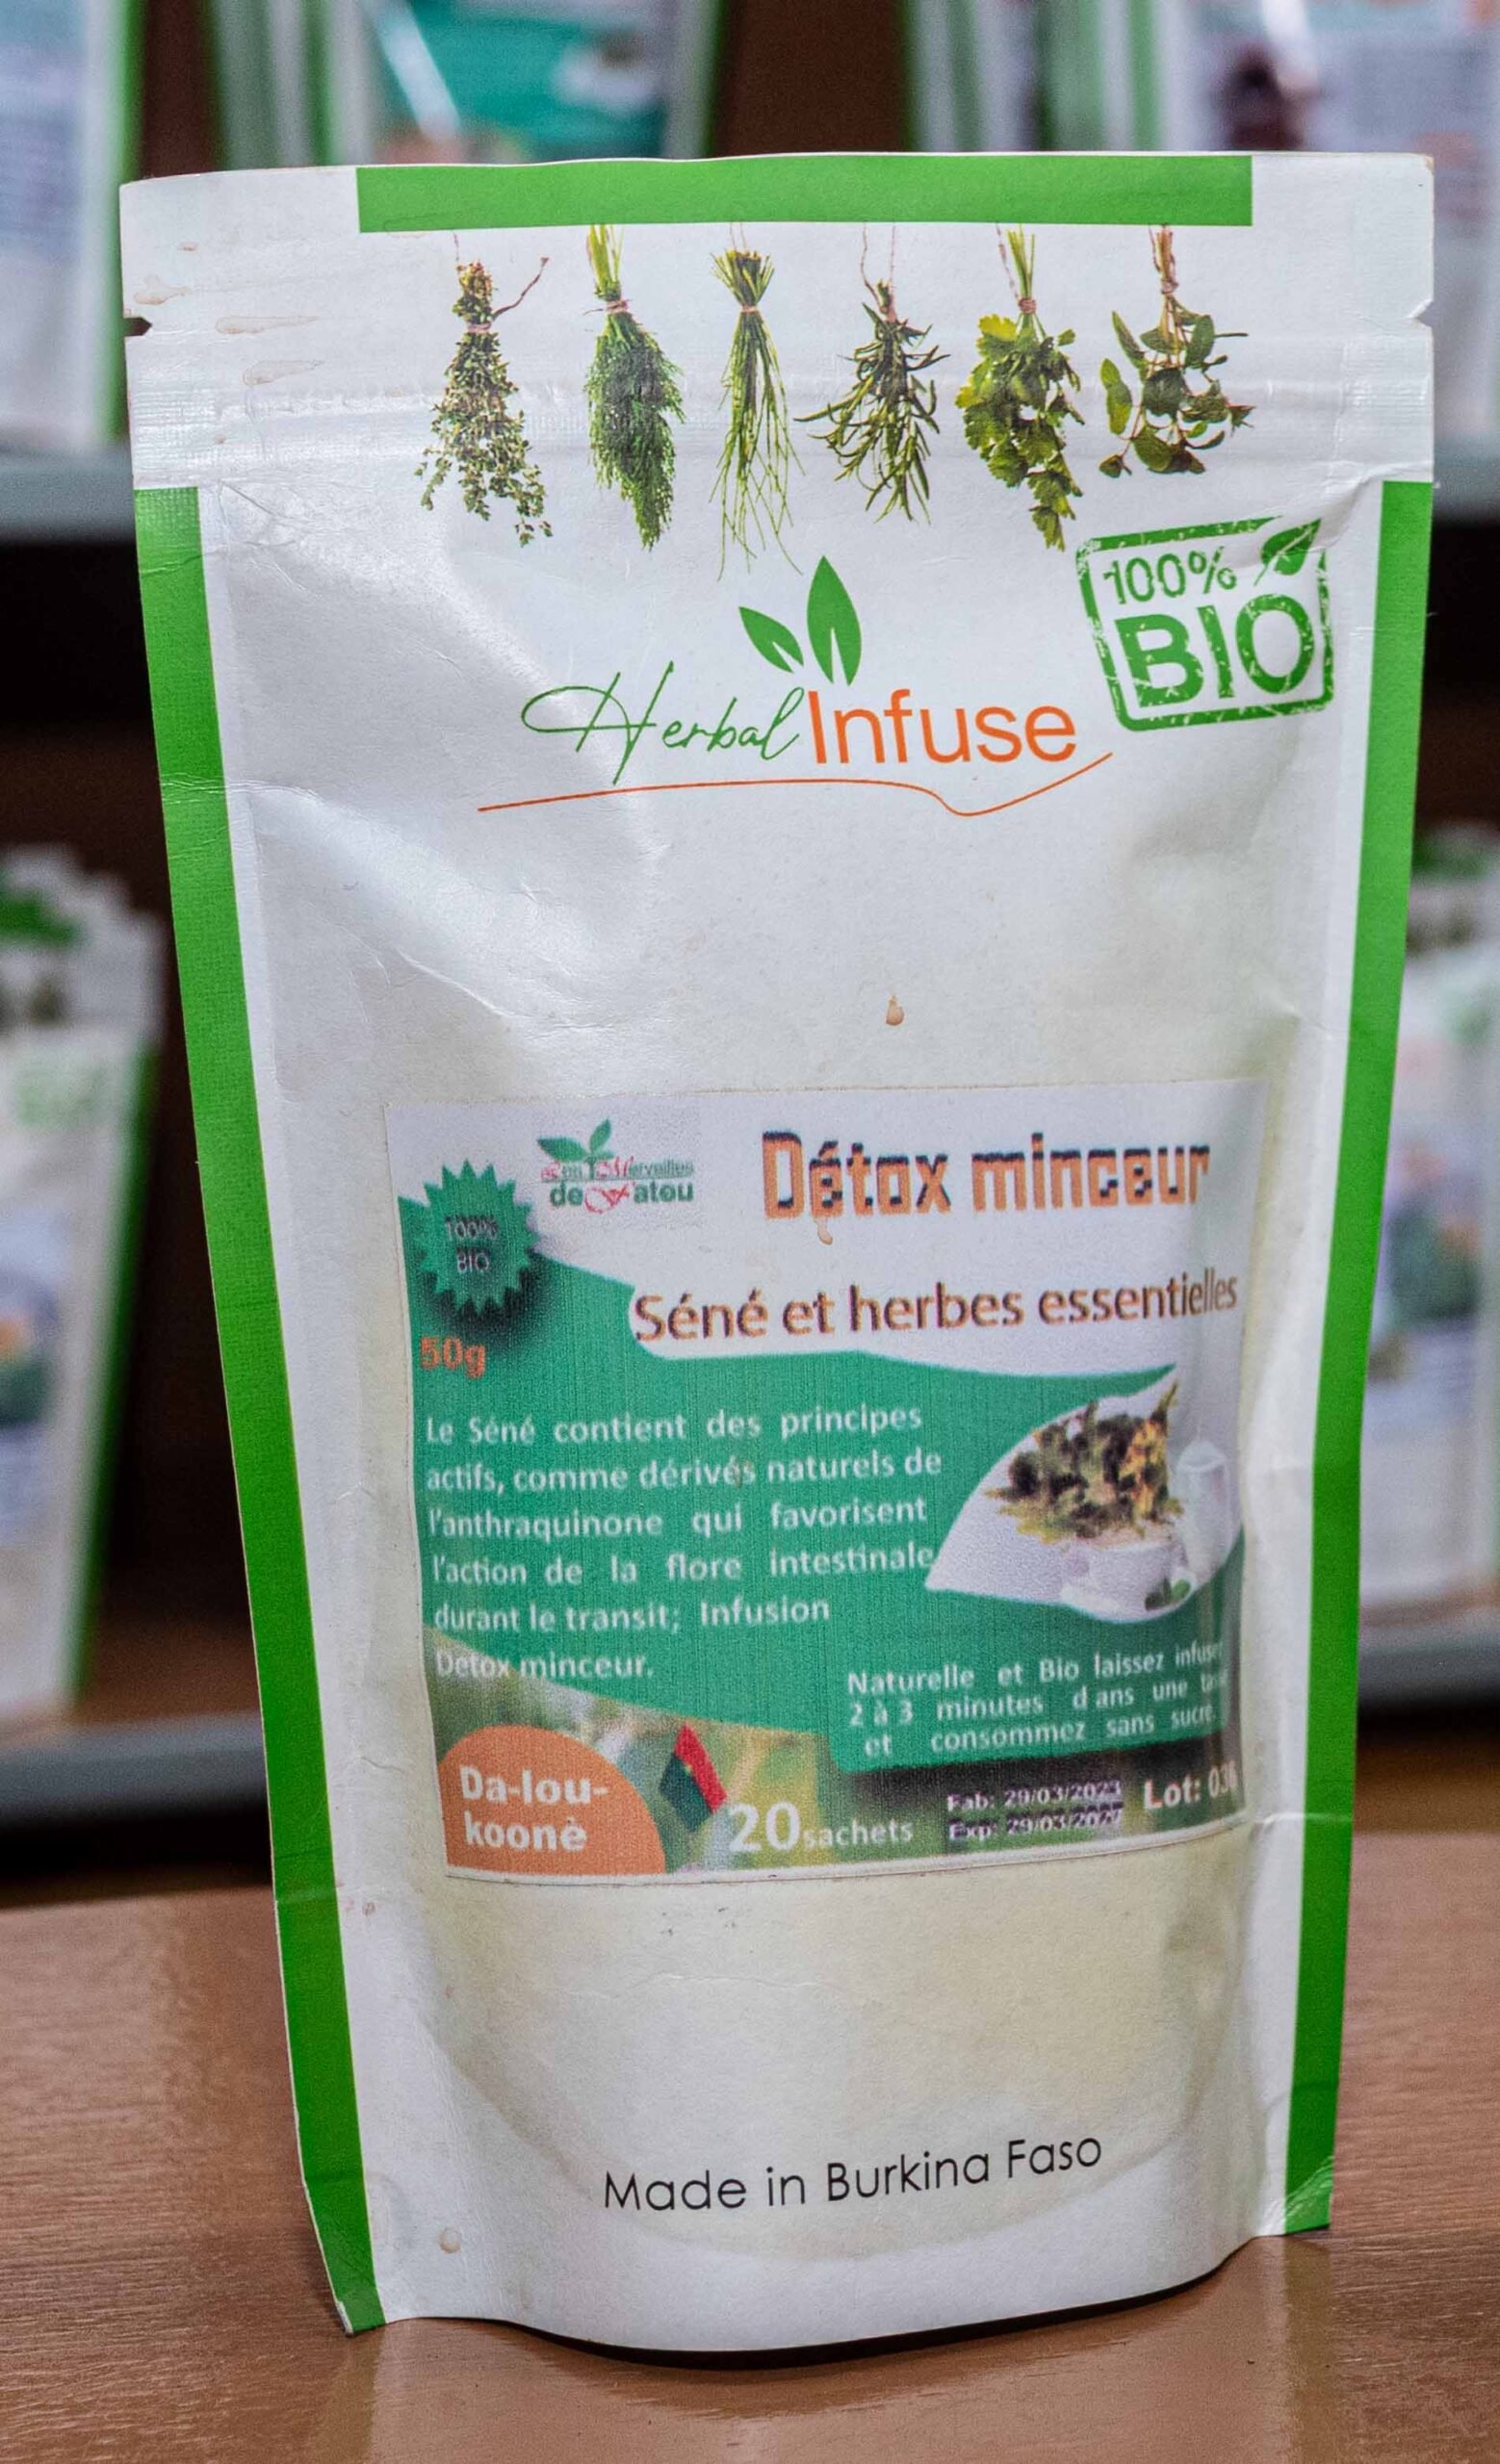 100%
BIO
Herbal Infuse
Les Merveilles
de Fatou
Détox minceur
100%
BIO
Séné et herbes essentielles
50g
Le Séné contient des principes
actifs, comme dérivés naturels de
l'anthraquinone qui favorisent
l'action de la flore intestinale
durant le transit; Infusion
Detox minceur.
Naturelle et Bio laissez infuser
2 à 3 minutes dans une
et consommez sans sucre.
Da-lou-
koonè
20 sachets
Fab: 29/03/2023
Exp: 29/03/2027
Lot:
Made in Burkina Faso